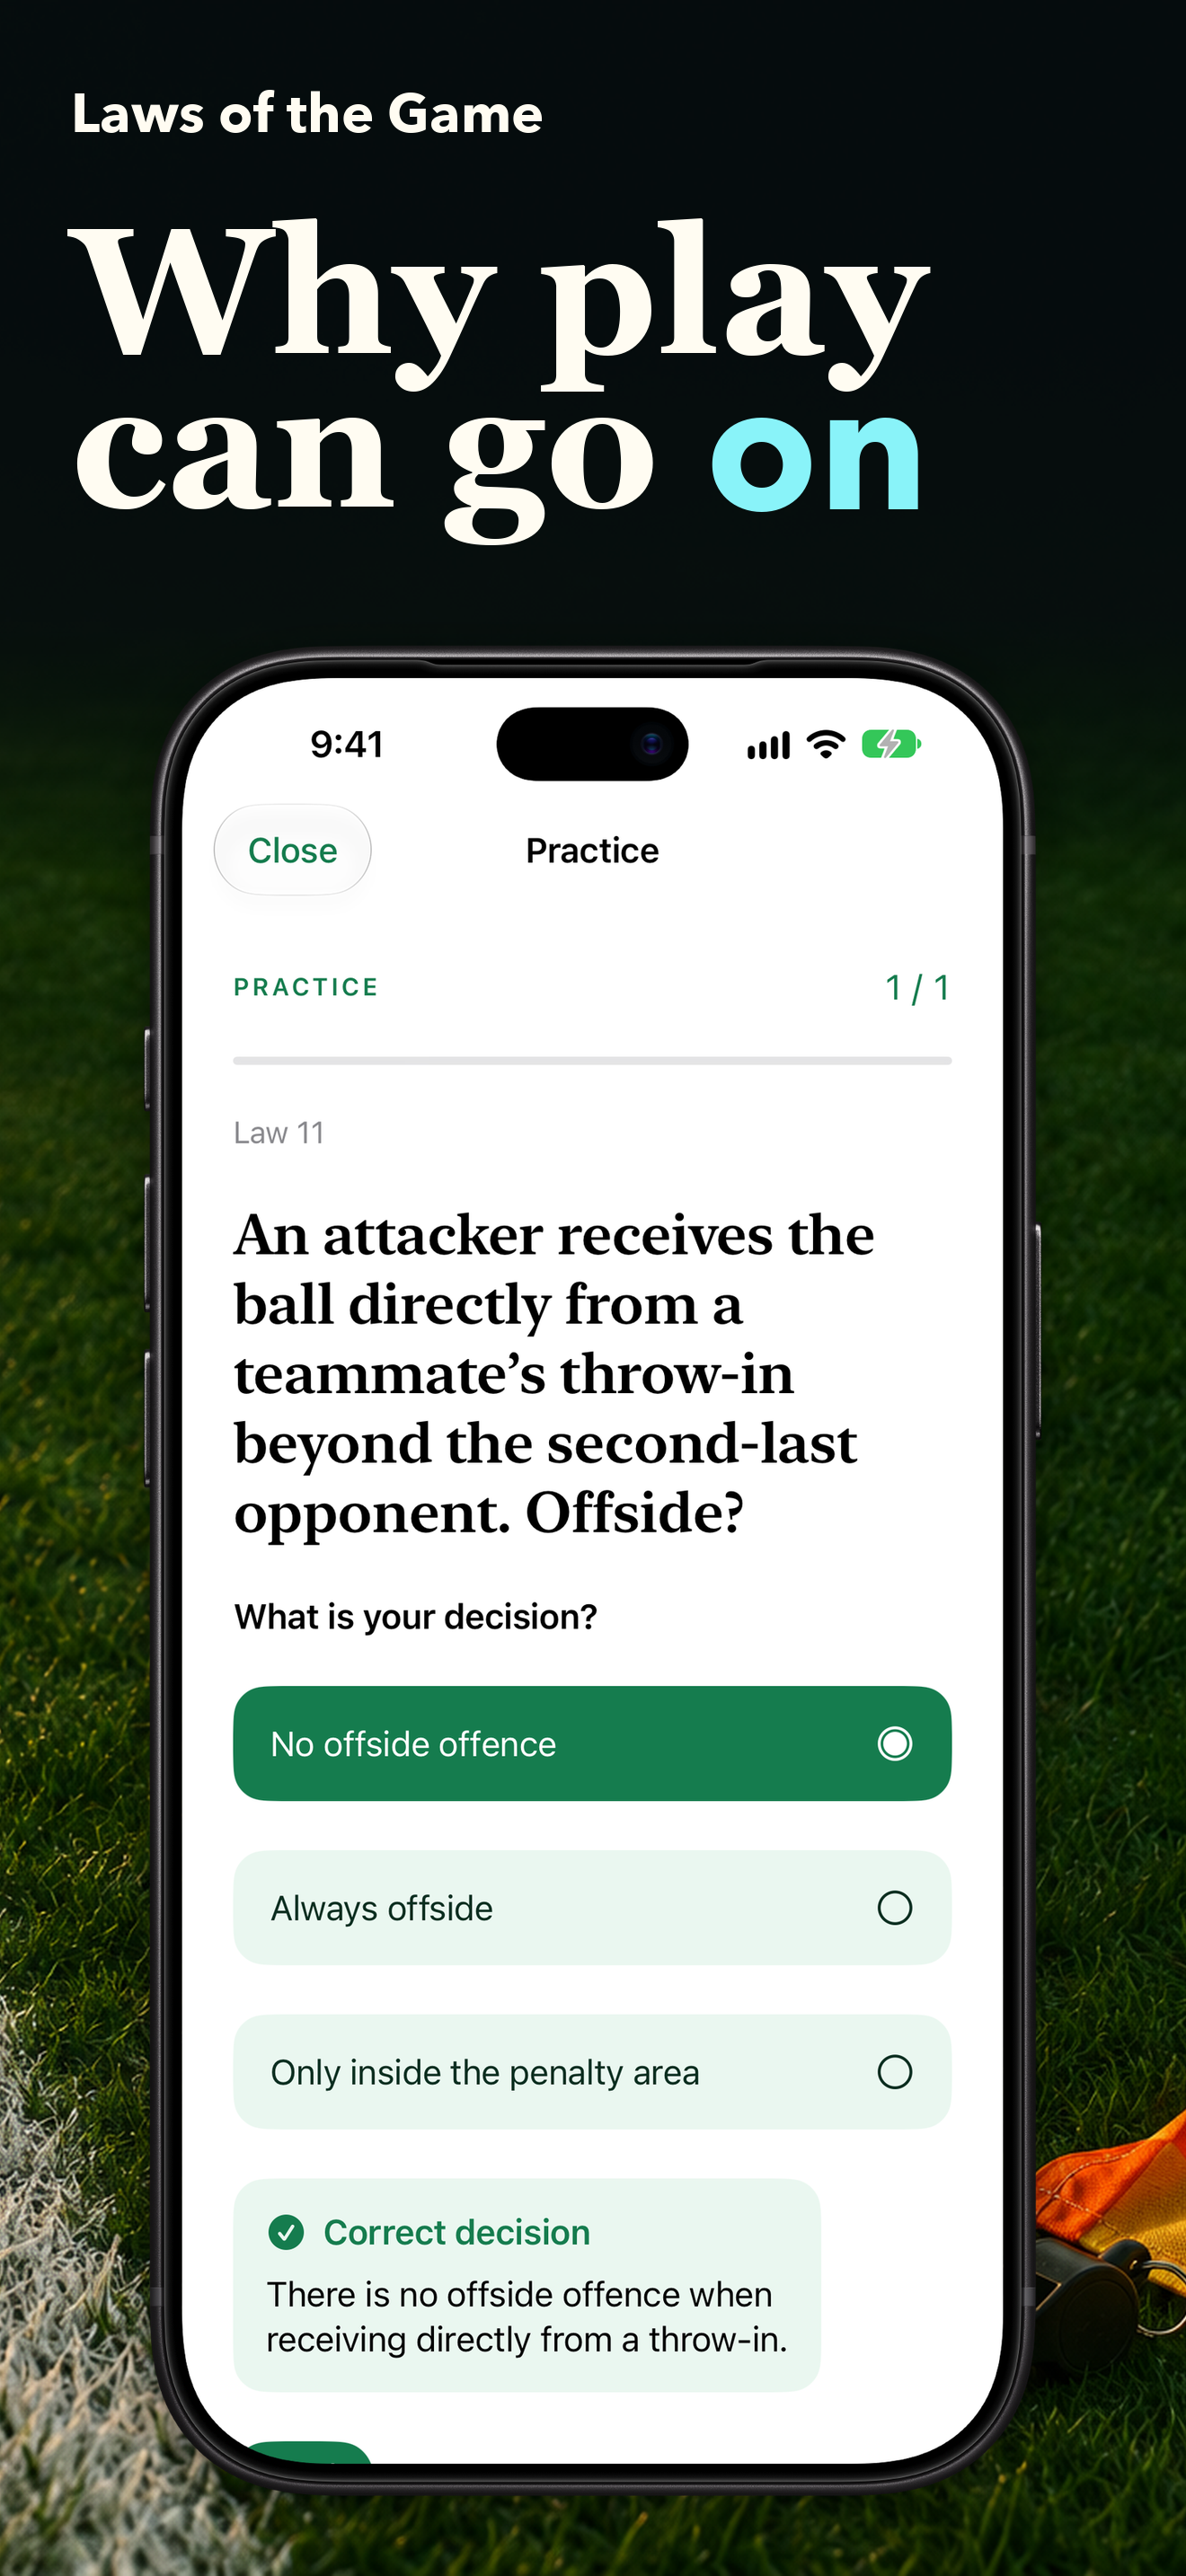 Laws of the Game
Why play
can go on
9:41
Close
Practice
PRACTICE
1 / 1
Law 11
An attacker receives the
ball directly from a
teammate’s throw-in
beyond the second-last
opponent. Offside?
What is your decision?
No offside offence
Always offside
Only inside the penalty area
Correct decision
There is no offside offence when
receiving directly from a throw-in.